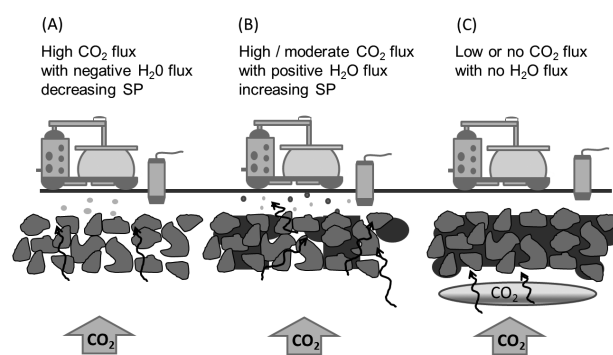 (A)
High CO₂ flux
with negative H₂0 flux
decreasing SP
(B)
High / moderate CO₂ flux
with positive H₂O flux
increasing SP
(C)
Low or no CO₂ flux
with no H₂O flux
CO₂
CO₂
CO₂
CO₂